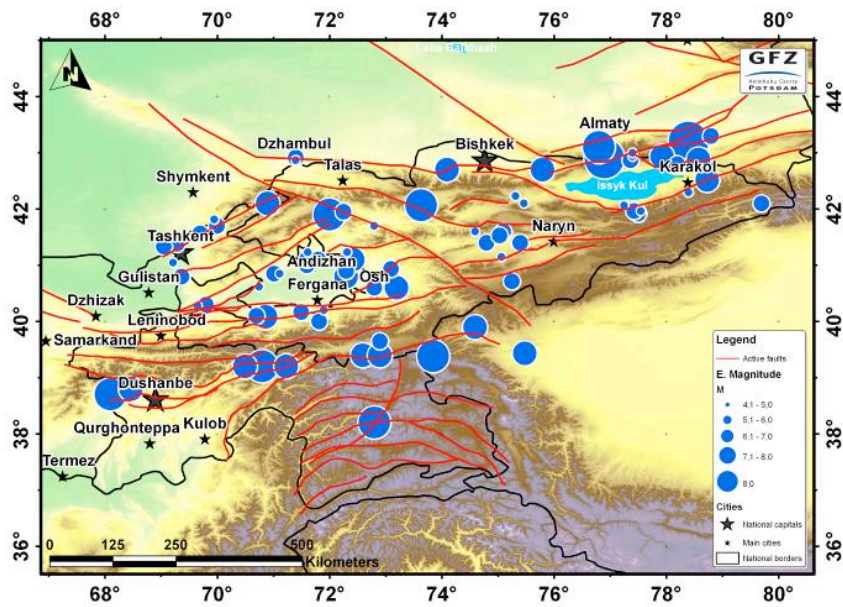 68° 70° 72° 74° 76° 78° 80°
44°
42°
40°
38°
36°
N
GFZ
POTSDAM
Almaty
Dzhambul
Bishkek
Talas
Karakol
Shymkent
Issyk Kul
Naryn
Tashkent
Andizhan
Gulistan
Osh
Fergana
Dzhizak
Leninobod
Samarkand
Dushanbe
Qurghonteppa
Kulob
Termez
Legend
Active faults
E. Magnitude
M
4,1 - 5,0
5,1 - 6,0
6,1 - 7,0
7,1 - 8,0
8,0
Cities
National capitals
Main cities
National borders
0 125 250 500
Kilometers
44°
42°
40°
38°
36°
68° 70° 72° 74° 76° 78° 80°